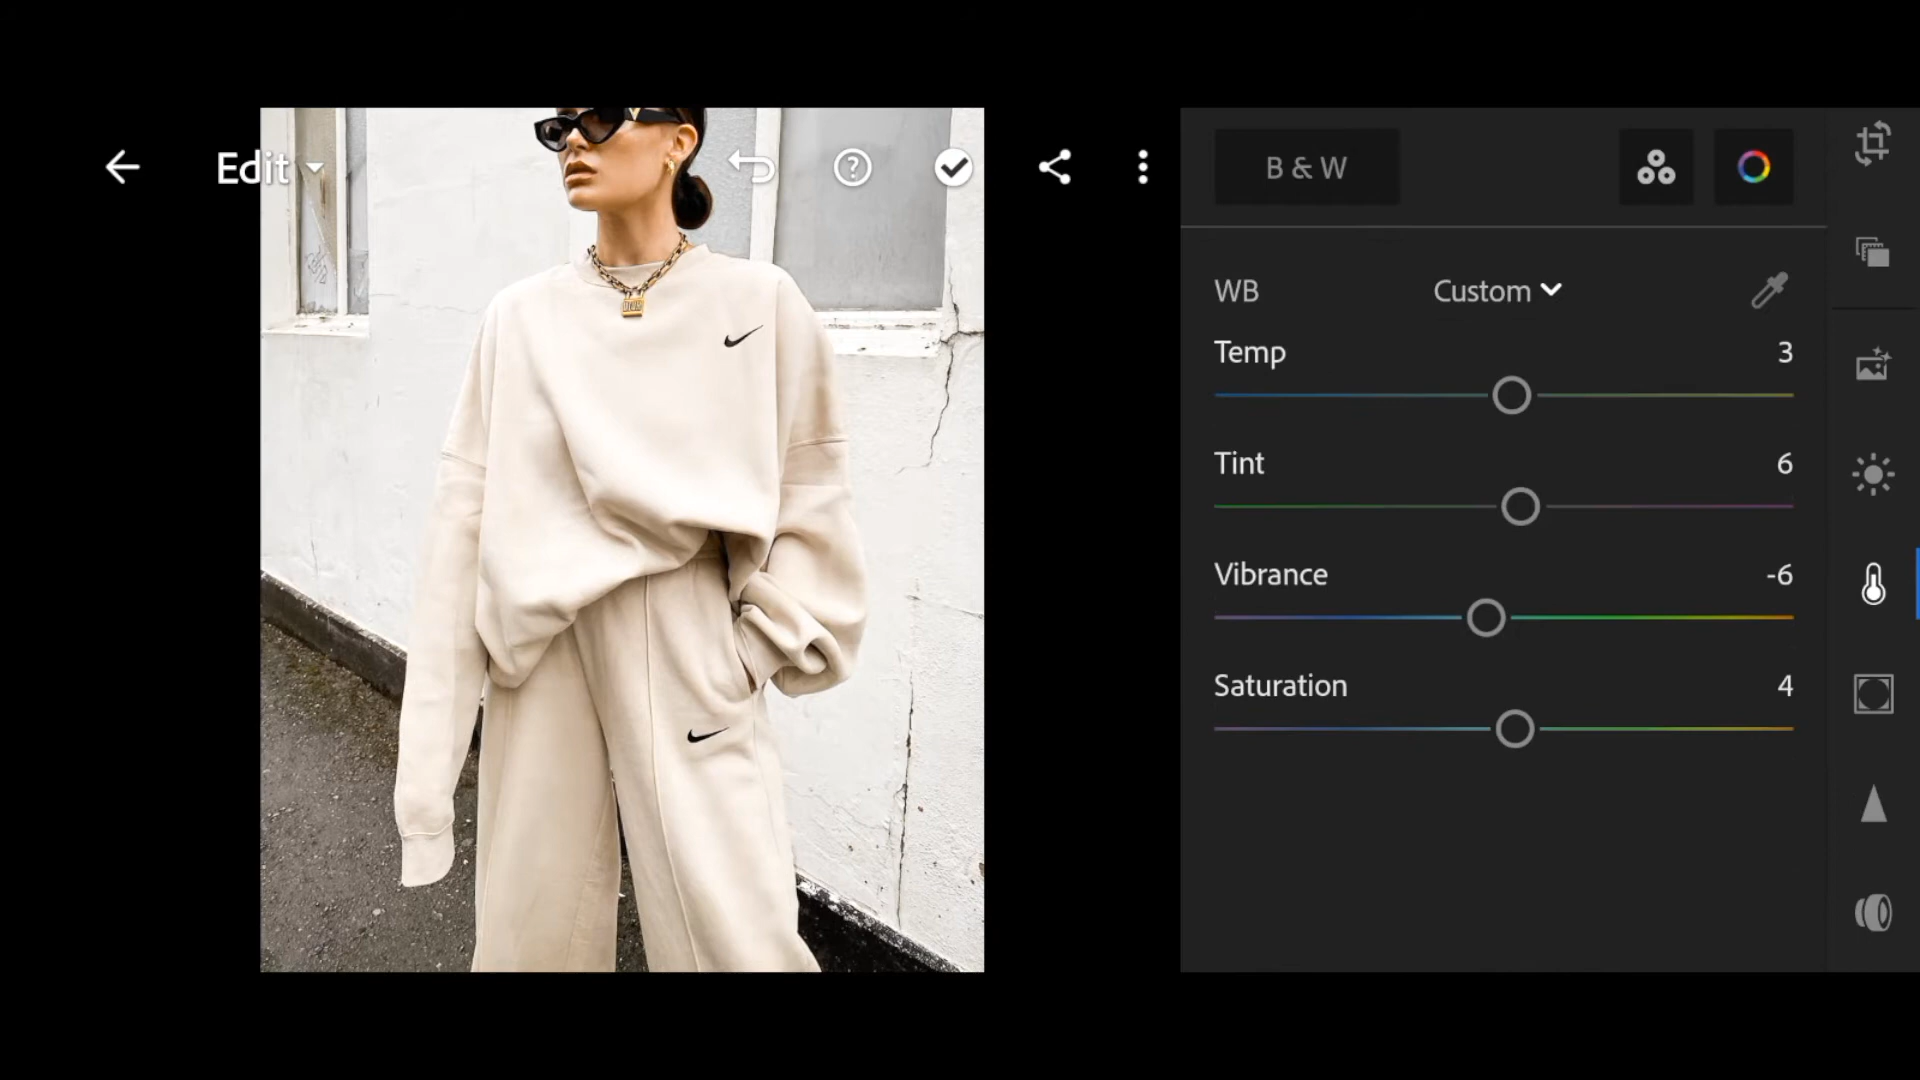 Edit
B & W
WB Custom
Temp 3
Tint 6
Vibrance -6
Saturation 4